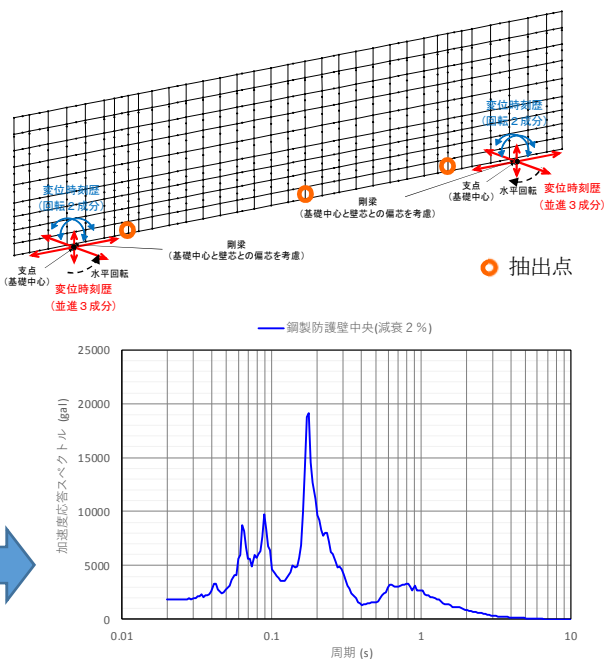 変位時刻歴
(回転２成分)
支点
(基礎中心)
水平回転
変位時刻歴
(並進３成分)
剛梁
(基礎中心と壁芯との偏芯を考慮)
変位時刻歴
(回転２成分)
剛梁
(基礎中心と壁芯との偏芯を考慮)
支点
(基礎中心)
水平回転
変位時刻歴
(並進３成分)
抽出点
鋼製防護壁中央(減衰２％)
加速度応答スペクトル (gal)
25000
20000
15000
10000
5000
0
0.01
0.1
1
10
周期 (s)